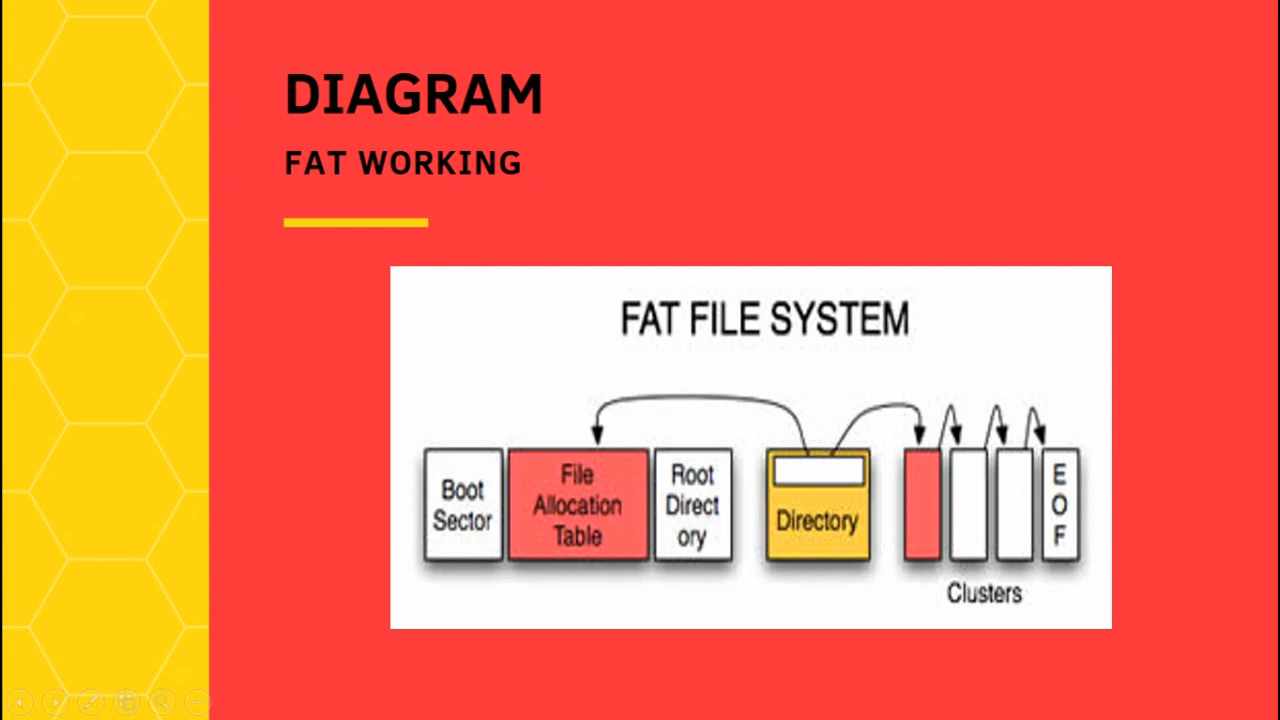 DIAGRAM
FAT WORKING
FAT FILE SYSTEM
Boot
Sector
File
Allocation
Table
Root
Direct
ory
Directory
E
O
F
Clusters